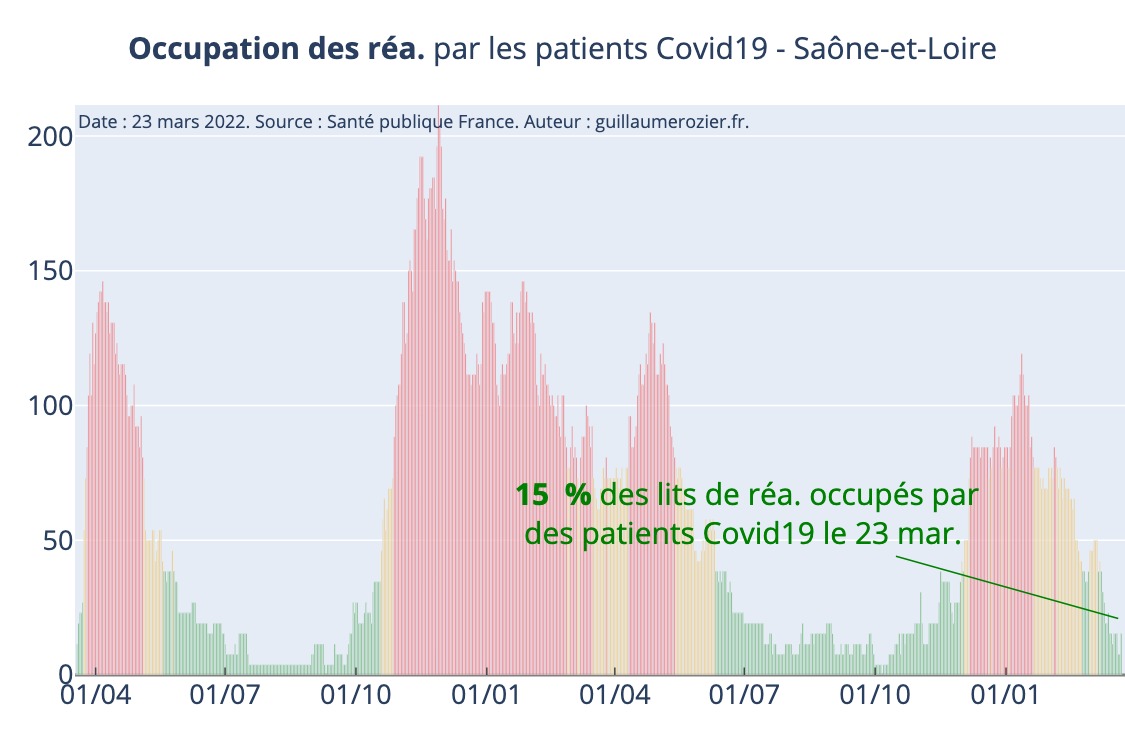 Occupation des réa. par les patients Covid19 - Saône-et-Loire
Date : 23 mars 2022. Source : Santé publique France. Auteur : guillaumerozier.fr.
200
150
100
50
0
15 % des lits de réa. occupés par
des patients Covid19 le 23 mar.
01/04 01/07 01/10 01/01 01/04 01/07 01/10 01/01